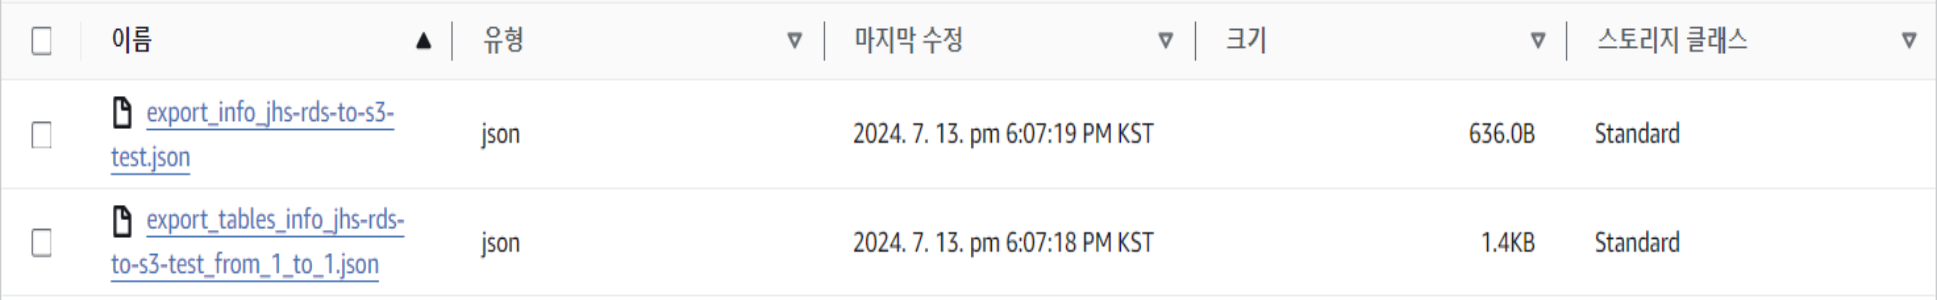 이름 유형 마지막 수정 크기 스토리지 클래스
export_info_jhs-rds-to-s3-
test.json
json 2024. 7. 13. pm 6:07:19 PM KST 636.0B Standard
export_tables_info_jhs-rds-
to-s3-test_from_1_to_1.json
json 2024. 7. 13. pm 6:07:18 PM KST 1.4KB Standard